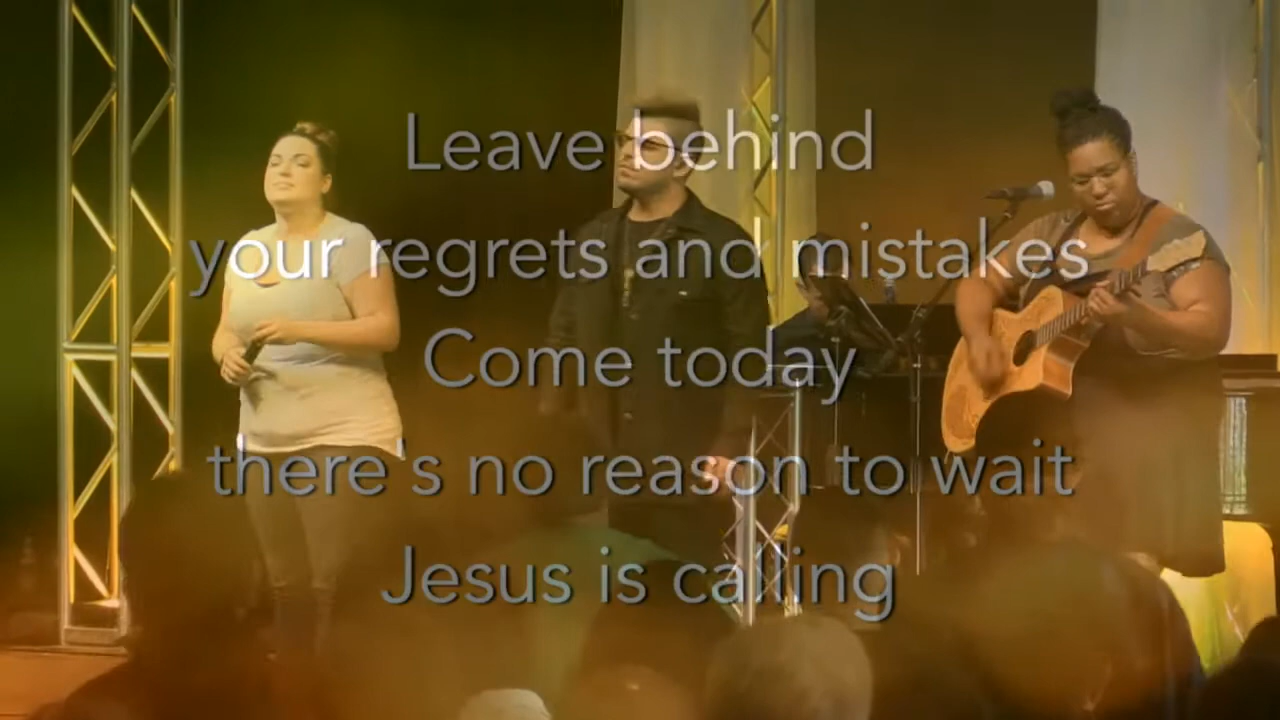 Leave behind
your regrets and mistakes
Come today
there's no reason to wait
Jesus is calling